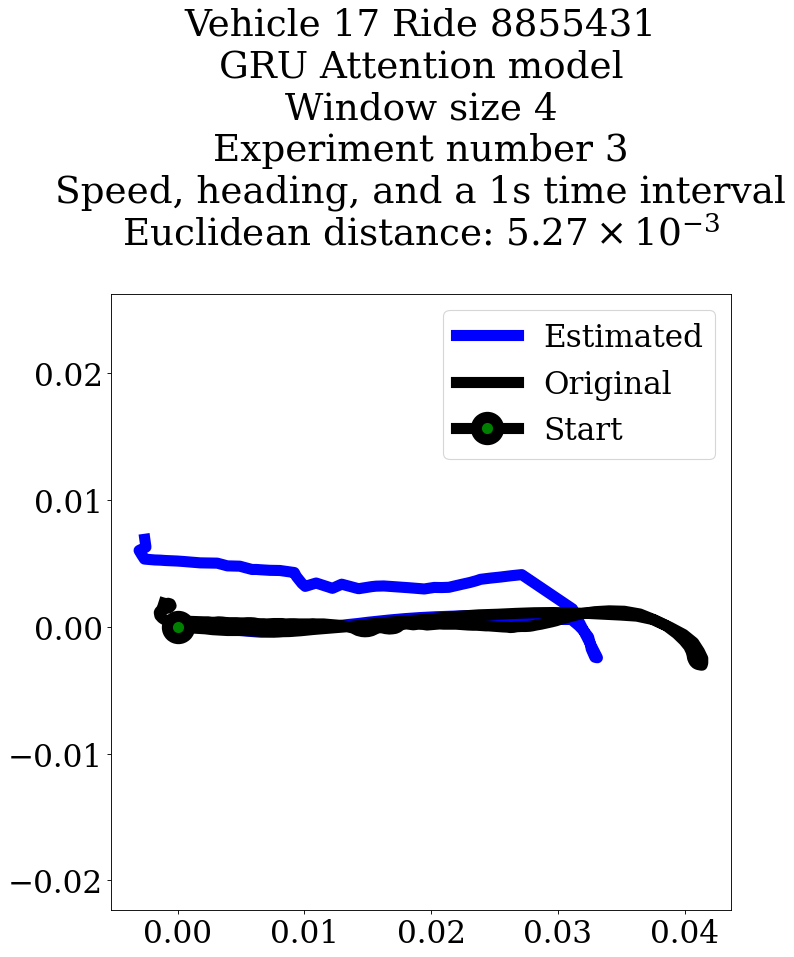 Vehicle 17 Ride 8855431
GRU Attention model
Window size 4
Experiment number 3
Speed, heading, and a 1s time interval
Euclidean distance: 5.27 × 10⁻³
Estimated
Original
Start
0.02
0.01
0.00
−0.01
−0.02
0.00 0.01 0.02 0.03 0.04